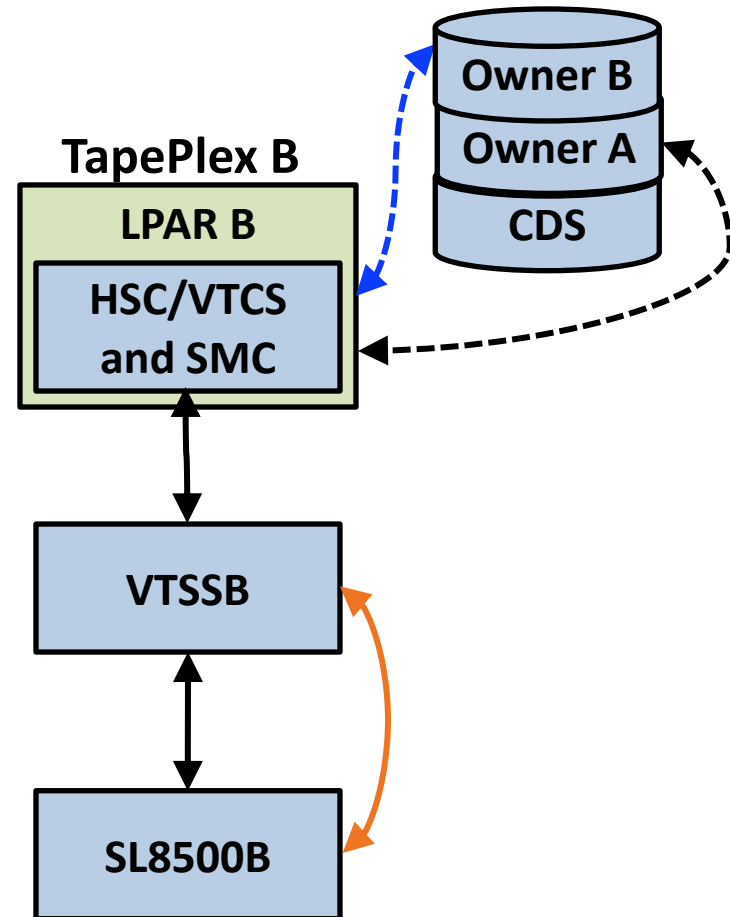 Owner B
Owner A
CDS
TapePlex B
LPAR B
HSC/VTCS
and SMC
VTSSB
SL8500B